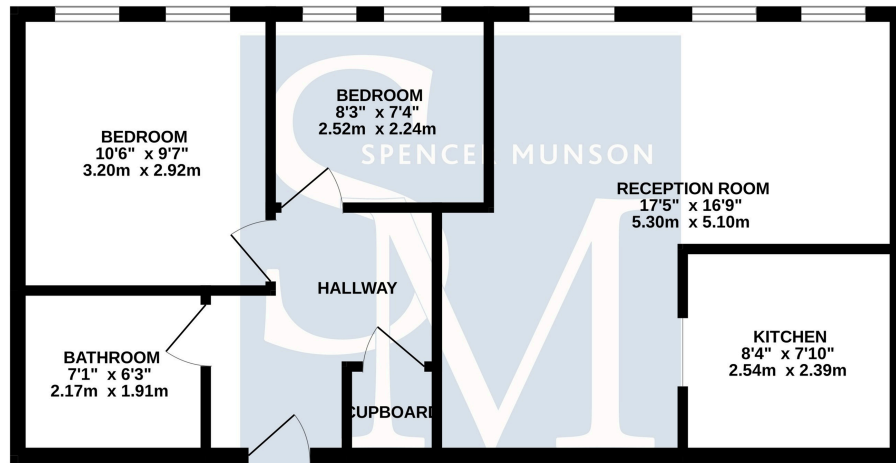 BEDROOM
10'6" x 9'7"
3.20m x 2.92m
BEDROOM
8'3" x 7'4"
2.52m x 2.24m
SPENCER MUNSON
SM
RECEPTION ROOM
17'5" x 16'9"
5.30m x 5.10m
HALLWAY
BATHROOM
7'1" x 6'3"
2.17m x 1.91m
CUPBOARD
KITCHEN
8'4" x 7'10"
2.54m x 2.39m